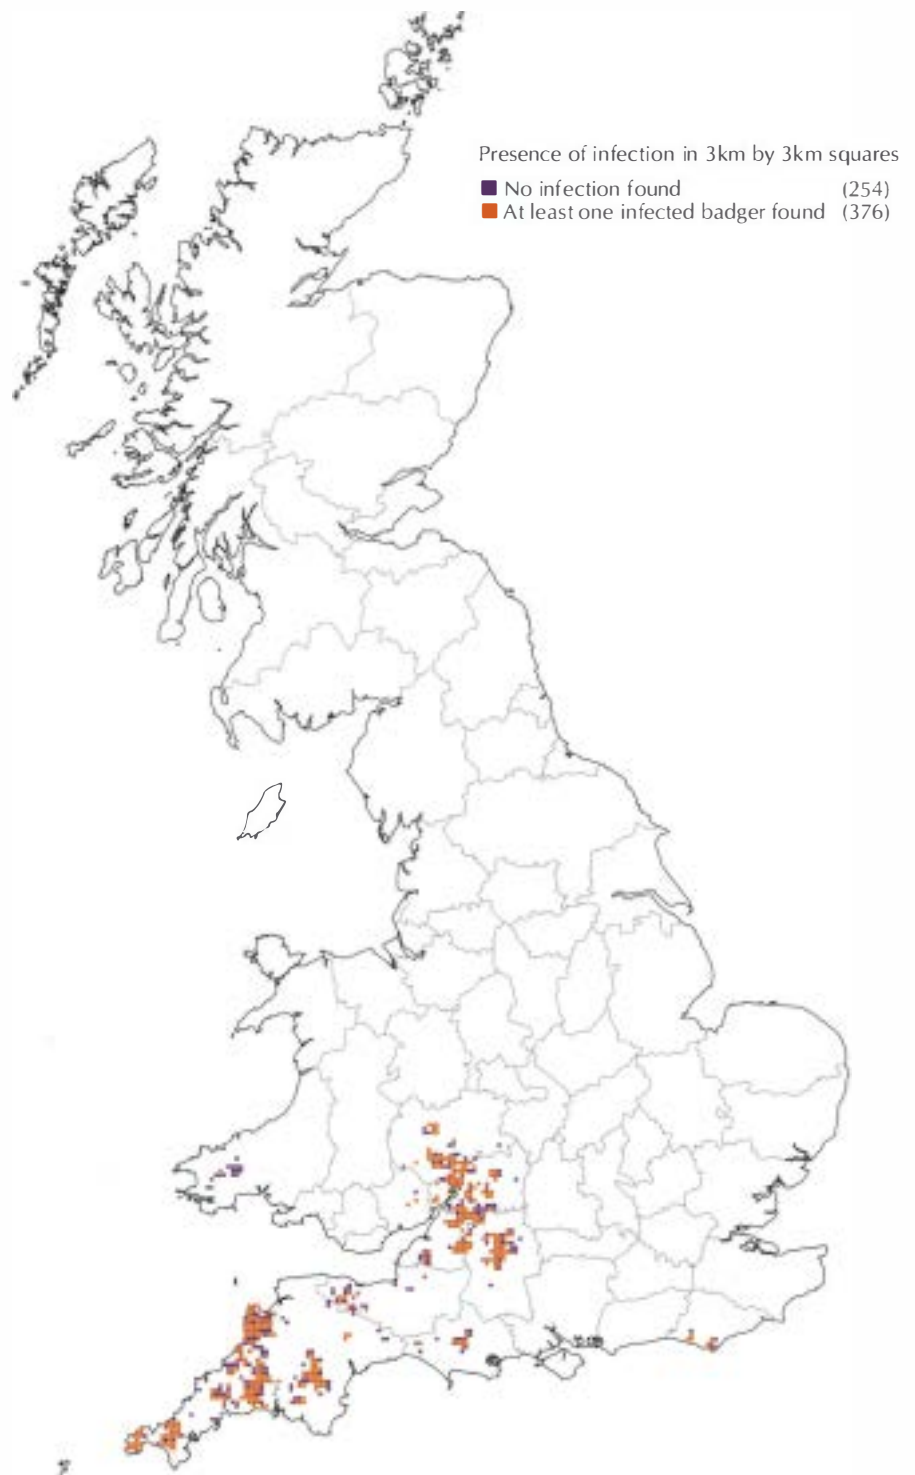 Presence of infection in 3km by 3km squares
No infection found (254)
At least one infected badger found (376)